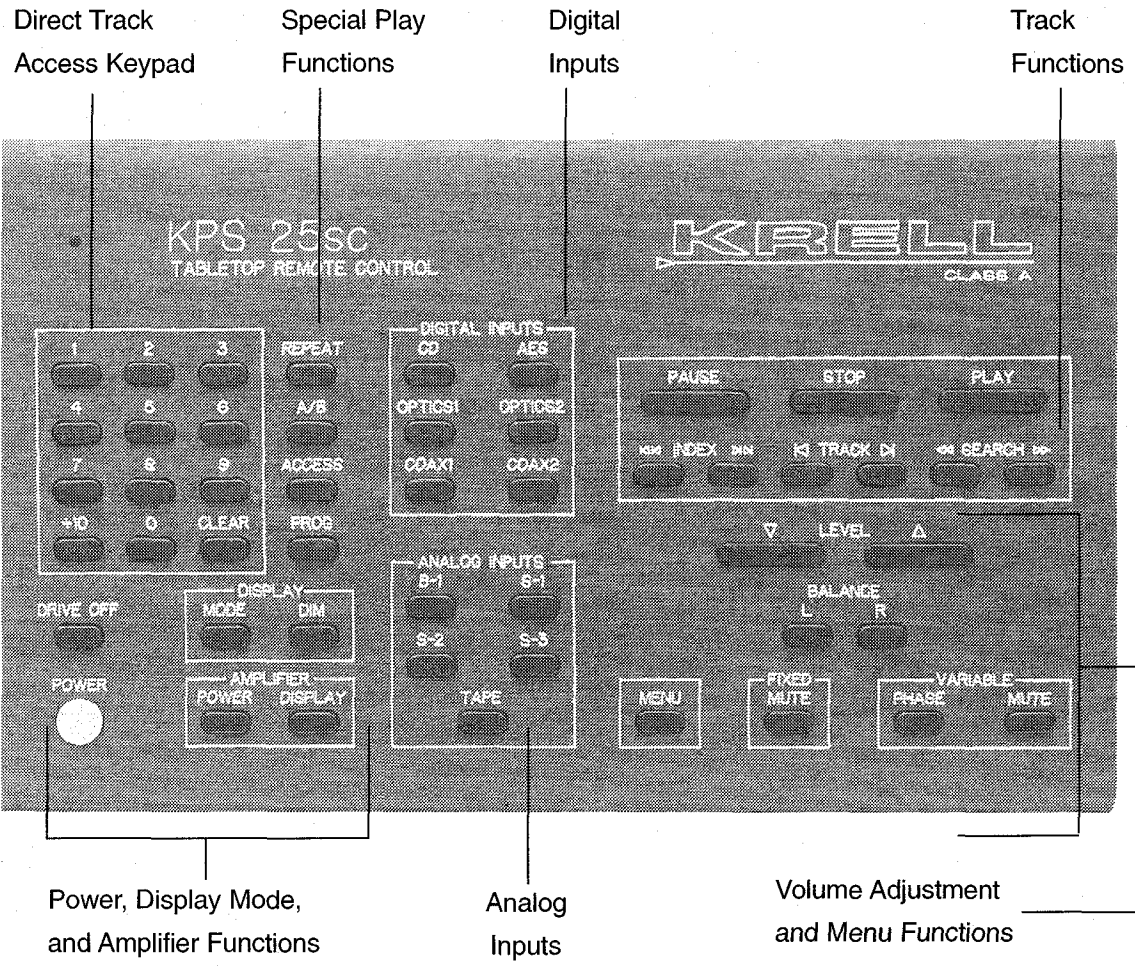 Direct Track
Access Keypad
Special Play
Functions
Digital
Inputs
Track
Functions
KPS 25sc
TABLETOP REMOTE CONTROL
KRELL
CLASS A
1 2 3 REPEAT
4 5 6 A/B
7 8 9 ACCESS
+10 0 CLEAR PROG
DIGITAL INPUTS
CD AES
OPTICS1 OPTICS2
COAX1 COAX2
PAUSE STOP PLAY
INDEX TRACK SEARCH
LEVEL
BALANCE
L R
ANALOG INPUTS
B-1 S-1
S-2 S-3
TAPE
DRIVE OFF
DISPLAY
MODE DIM
POWER
AMPLIFIER
POWER DISPLAY
MENU
FIXED
MUTE
VARIABLE
PHASE MUTE
Power, Display Mode,
and Amplifier Functions
Analog
Inputs
Volume Adjustment
and Menu Functions